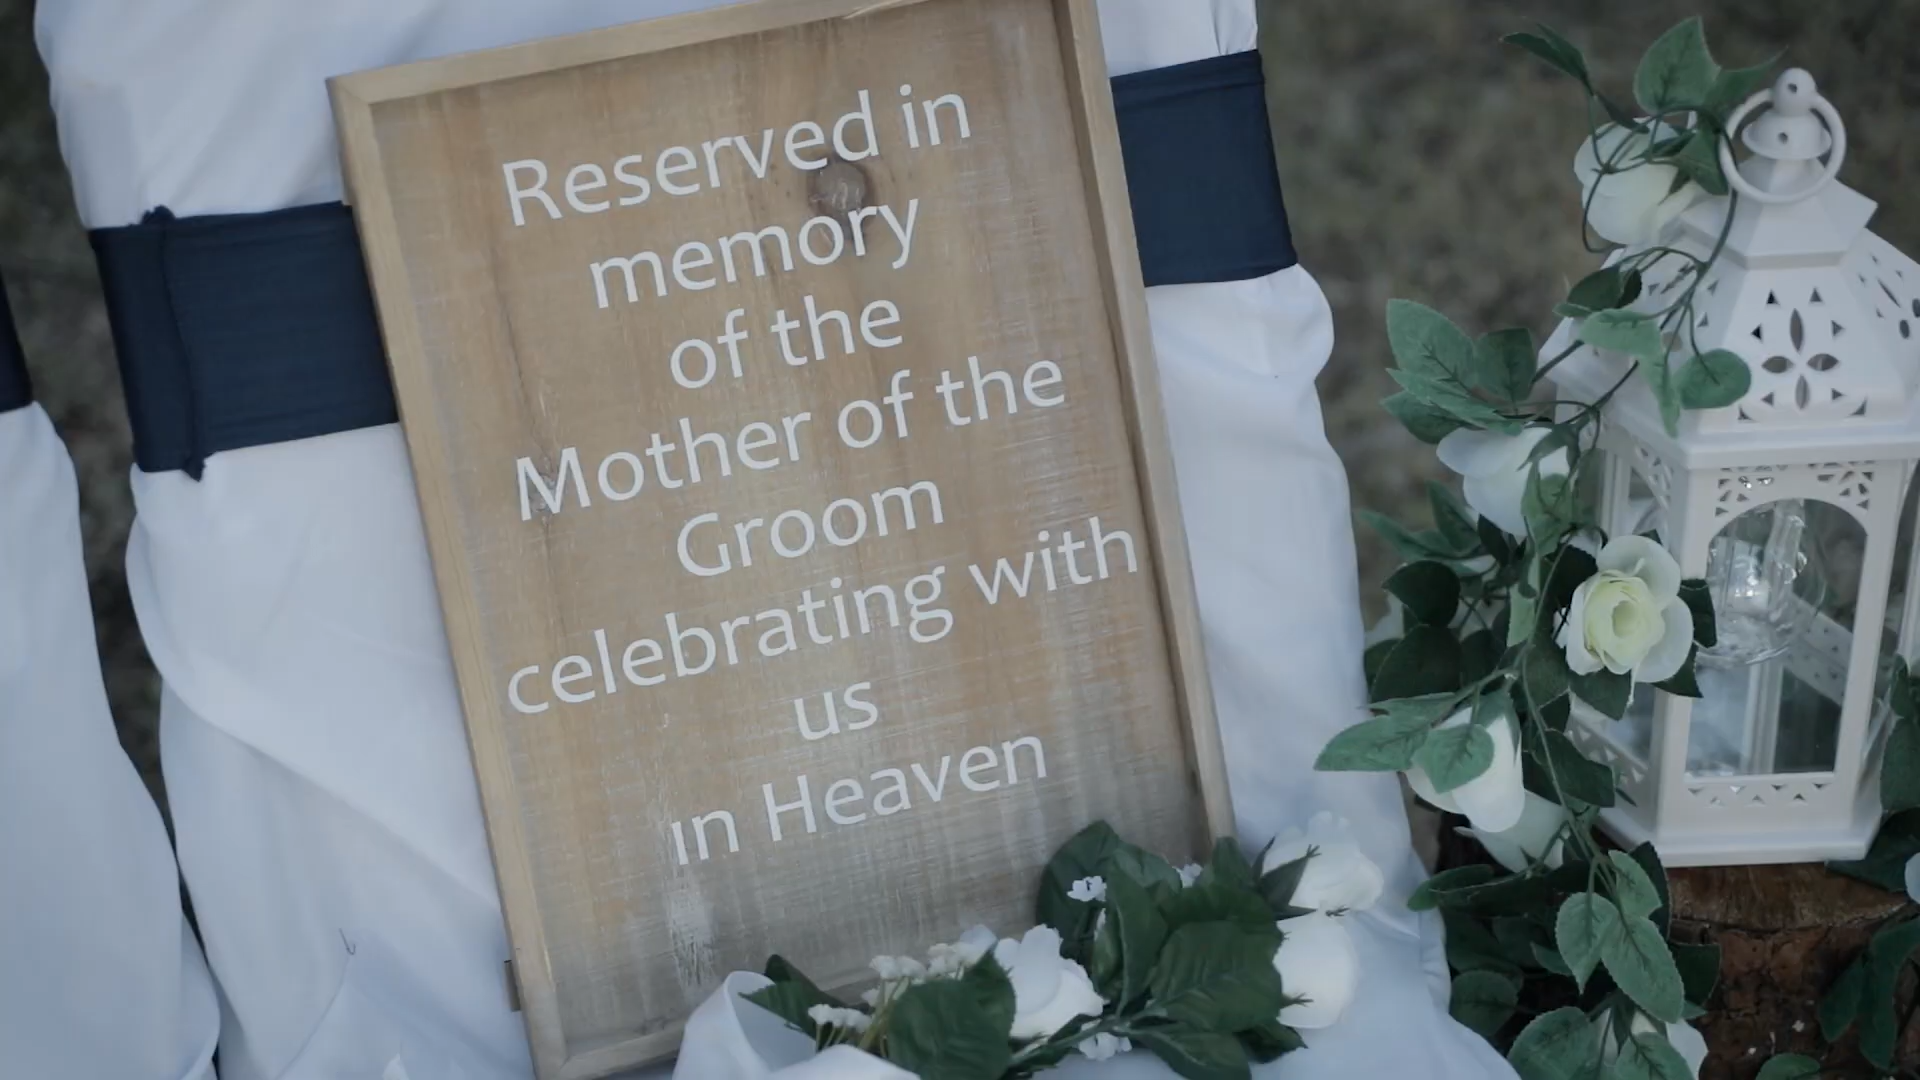 Reserved in
memory
of the
Mother of the
Groom
celebrating with
us
in Heaven